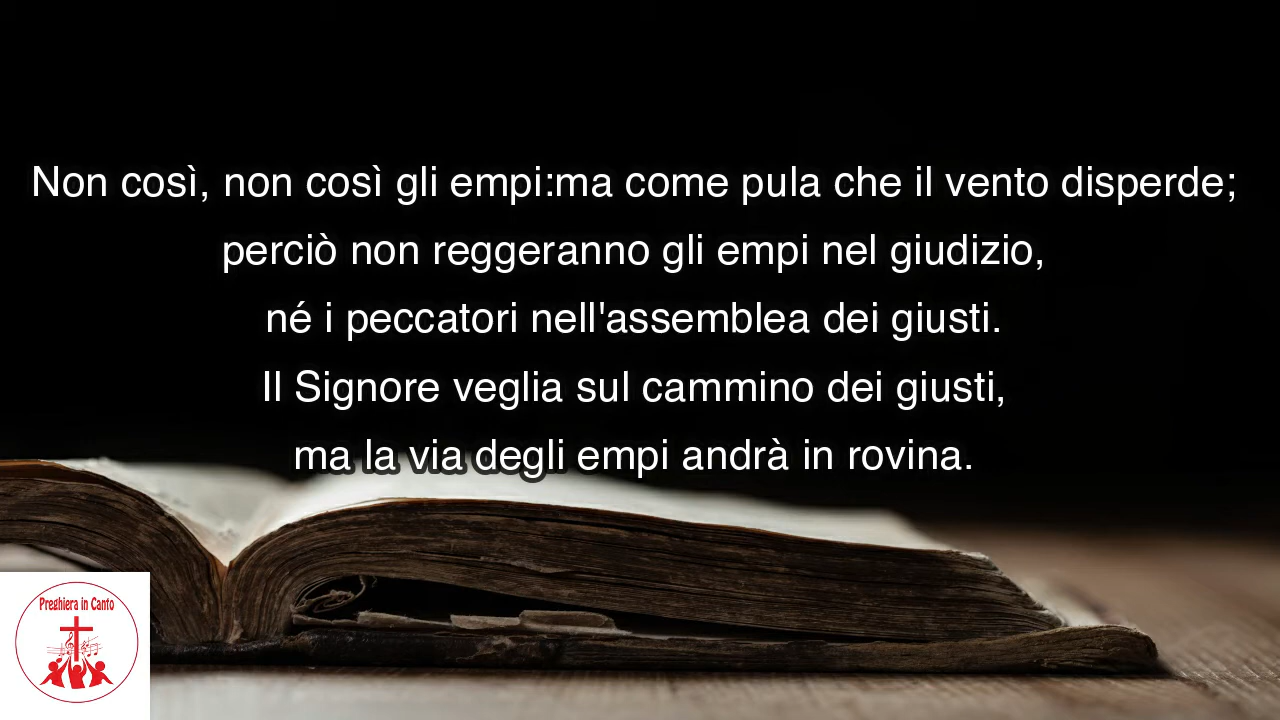 Non così, non così gli empi:ma come pula che il vento disperde;
perciò non reggeranno gli empi nel giudizio,
né i peccatori nell'assemblea dei giusti.
Il Signore veglia sul cammino dei giusti,
ma la via degli empi andrà in rovina.
Preghiera in Canto